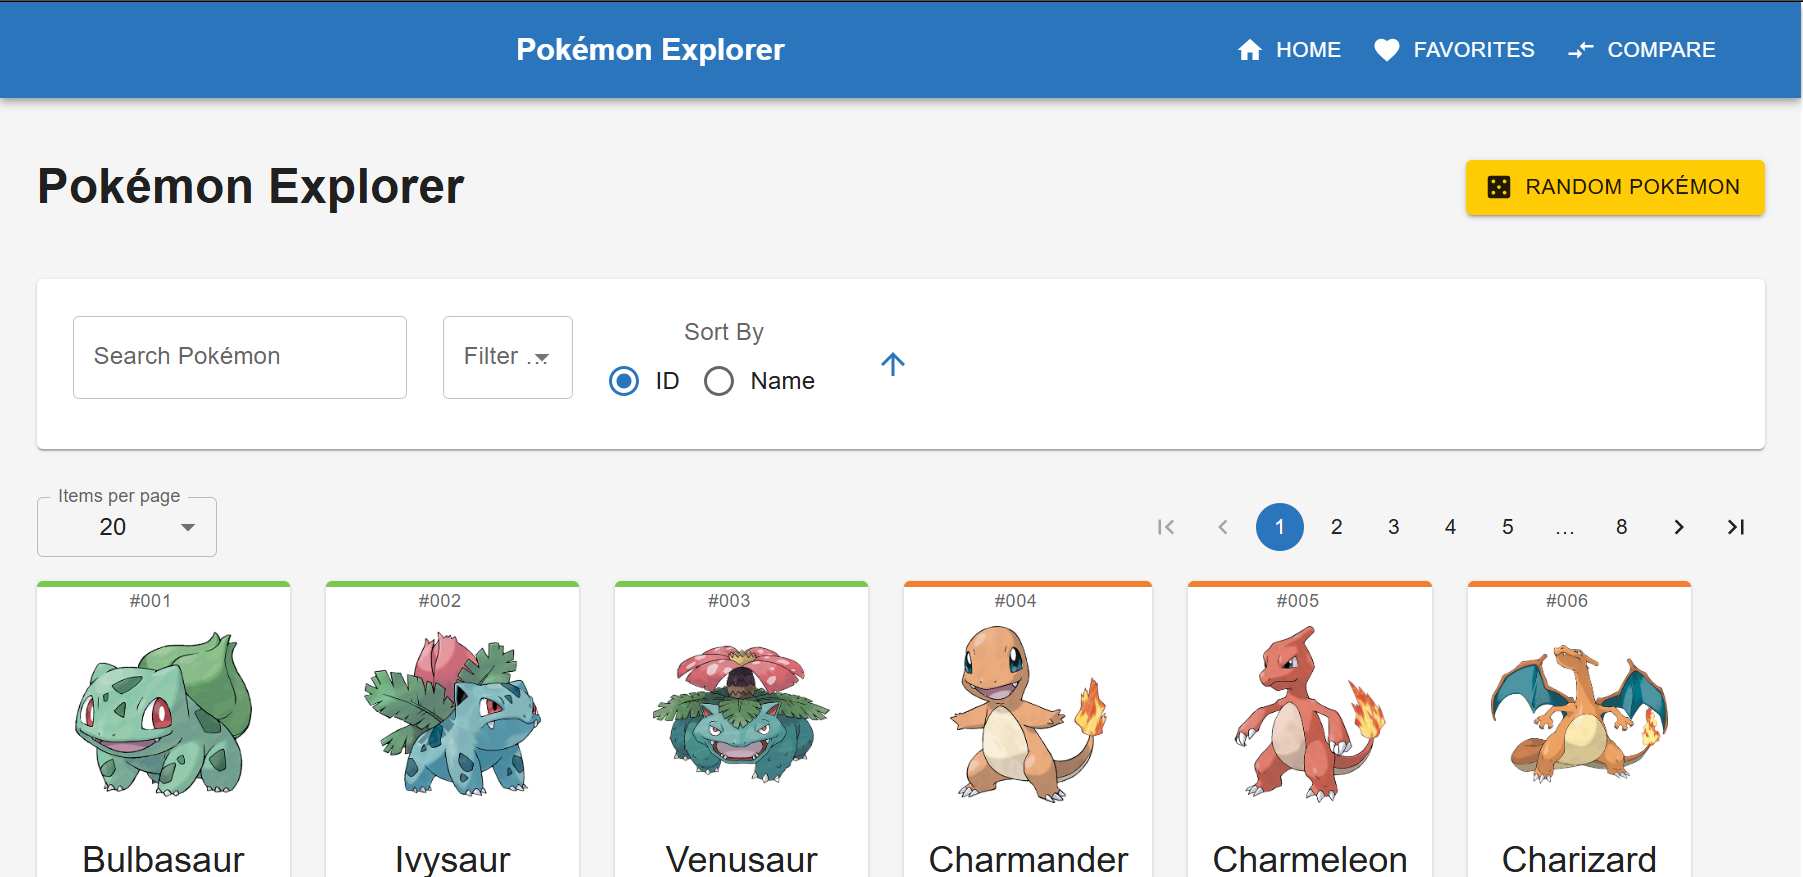 Pokémon Explorer
HOME
FAVORITES
COMPARE
Pokémon Explorer
RANDOM POKÉMON
Search Pokémon
Filter ...
Sort By
ID
Name
Items per page
20
1 2 3 4 5 ... 8
#001 #002 #003 #004 #005 #006
Bulbasaur Ivysaur Venusaur Charmander Charmeleon Charizard